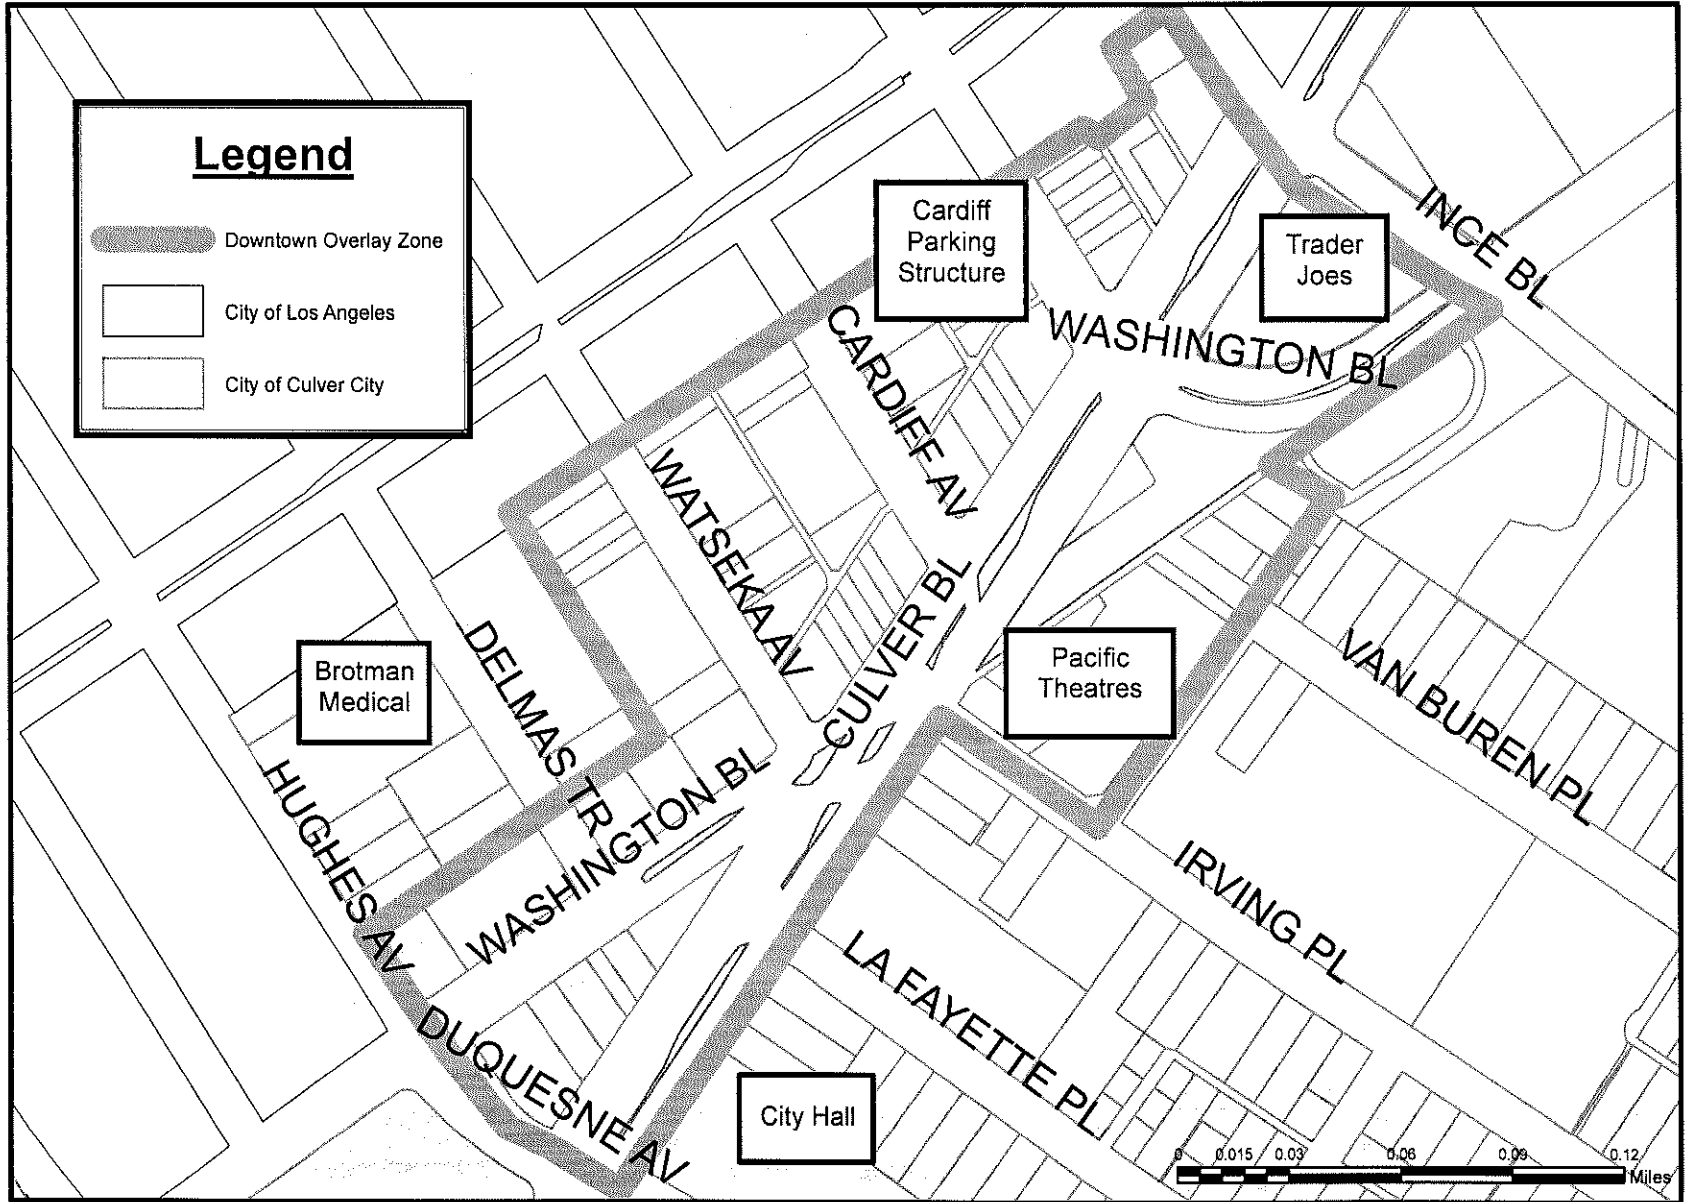 Legend
Downtown Overlay Zone
City of Los Angeles
City of Culver City
Cardiff
Parking
Structure
Trader
Joes
INCE BL
WASHINGTON BL
CARDIFF AV
WATSEKA AV
CULVER BL
Brotman
Medical
DELMAS TR
Pacific
Theatres
VAN BUREN PL
HUGHES AV
WASHINGTON BL
IRVING PL
LA FAYETTE PL
DUQUESNE AV
City Hall
0 0.015 0.03 0.06 0.09 0.12
Miles